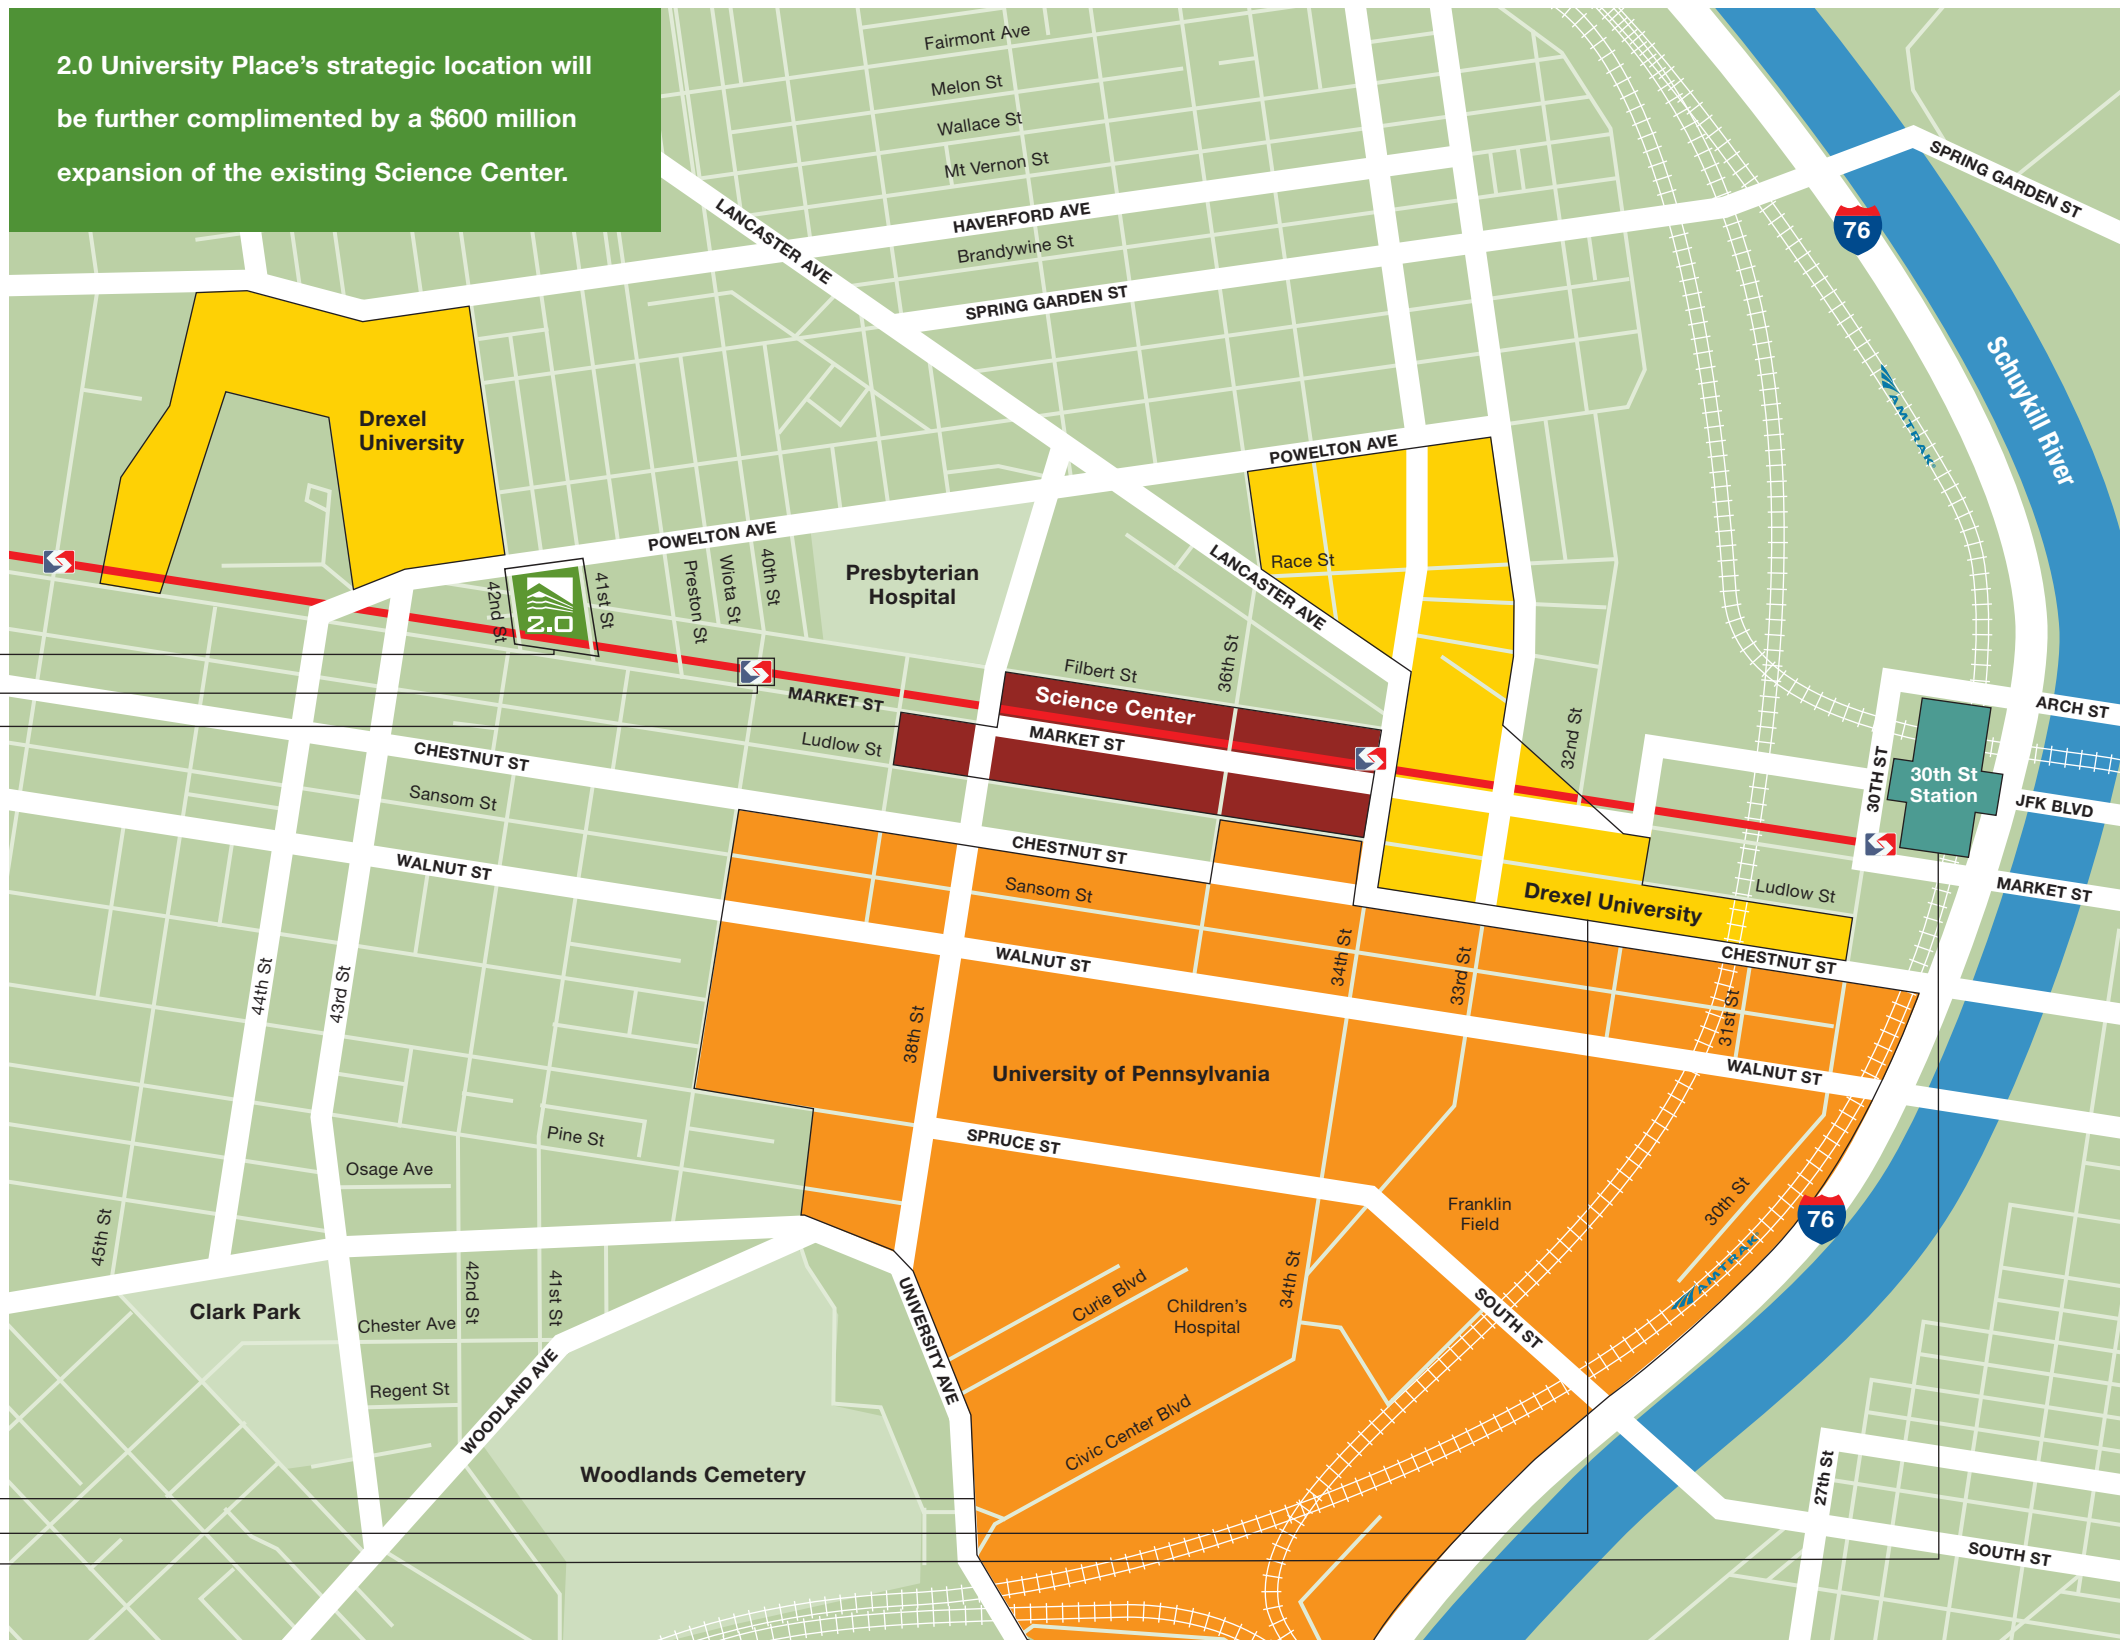 2.0 University Place's strategic location will
be further complimented by a $600 million
expansion of the existing Science Center.
Fairmont Ave
Melon St
Wallace St
Mt Vernon St
HAVERFORD AVE
Brandywine St
SPRING GARDEN ST
LANCASTER AVE
SPRING GARDEN ST
76
Schuykill River
AMTRAK
Drexel
University
POWELTON AVE
POWELTON AVE
Race St
LANCASTER AVE
Presbyterian
Hospital
42nd St
2.0
41st St
Preston St
Wiota St
40th St
36th St
Filbert St
Science Center
MARKET ST
MARKET ST
Ludlow St
32nd St
30TH ST
30th St
Station
ARCH ST
JFK BLVD
MARKET ST
CHESTNUT ST
Sansom St
WALNUT ST
CHESTNUT ST
Sansom St
Drexel University
Ludlow St
CHESTNUT ST
WALNUT ST
34th St
33rd St
31st St
WALNUT ST
44th St
43rd St
38th St
University of Pennsylvania
SPRUCE ST
Pine St
Osage Ave
45th St
Franklin
Field
30th St
76
AMTRAK
Clark Park
42nd St
41st St
Chester Ave
Regent St
WOODLAND AVE
UNIVERSITY AVE
Curie Blvd
Children's
Hospital
34th St
SOUTH ST
Civic Center Blvd
Woodlands Cemetery
27th St
SOUTH ST